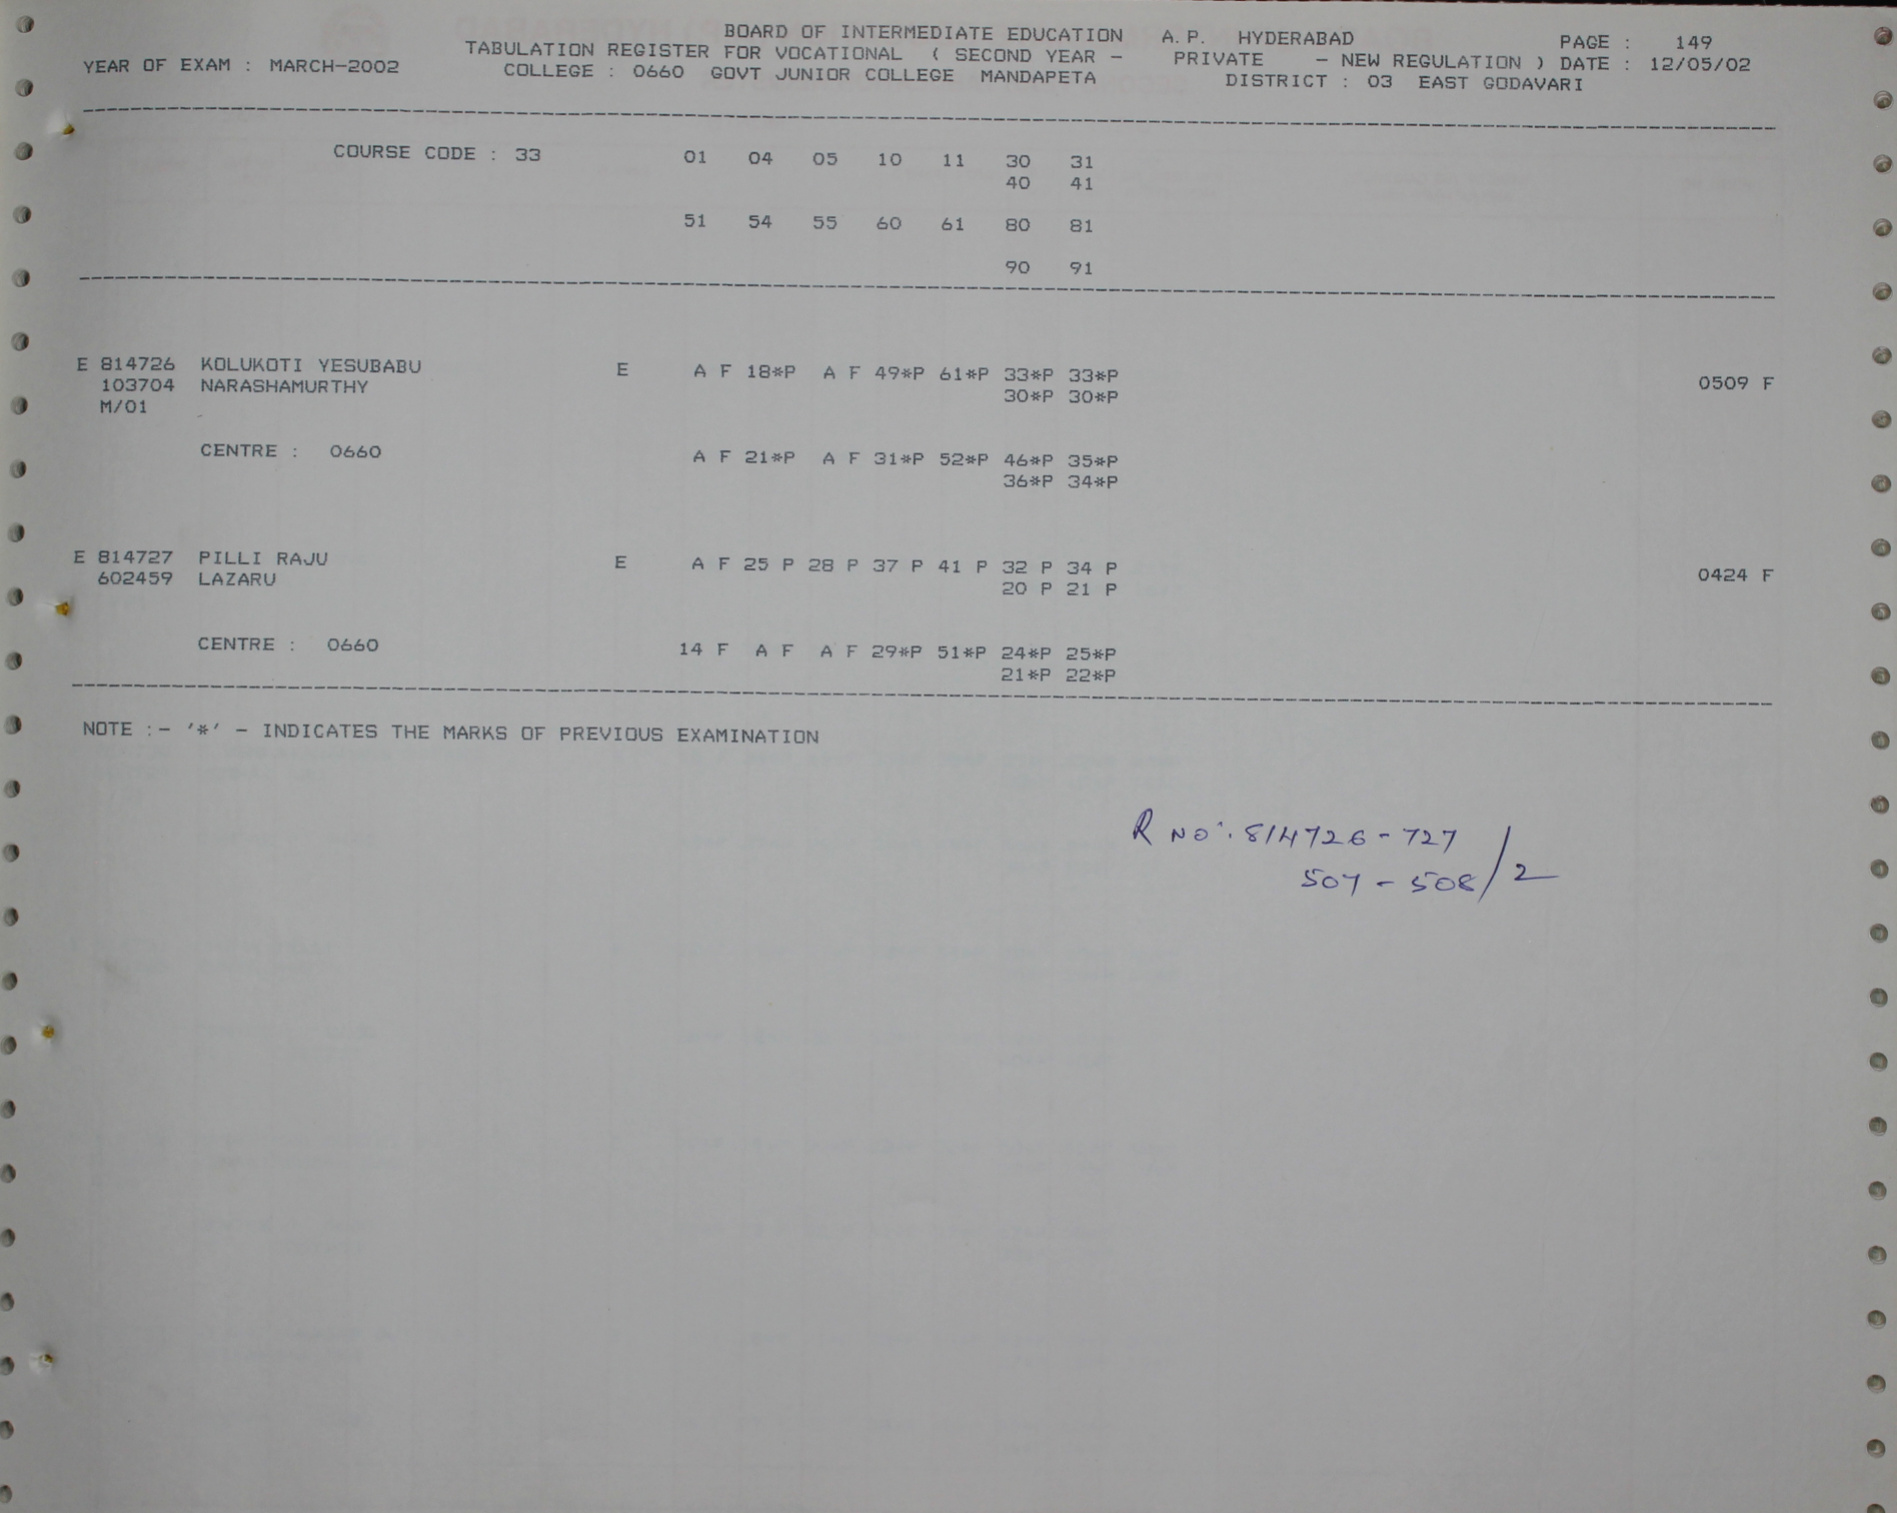 BOARD OF INTERMEDIATE EDUCATION A.P. HYDERABAD PAGE : 149
YEAR OF EXAM : MARCH-2002 TABULATION REGISTER FOR VOCATIONAL ( SECOND YEAR - PRIVATE - NEW REGULATION ) DATE : 12/05/02
COLLEGE : 0660 GOVT JUNIOR COLLEGE MANDAPETA DISTRICT : 03 EAST GODAVARI
COURSE CODE : 33 01 04 05 10 11 30 31
40 41
51 54 55 60 61 80 81
90 91
E 814726 KOLUKOTI YESUBABU E A F 18*P A F 49*P 61*P 33*P 33*P
103704 NARASHAMURTHY 30*P 30*P 0509 F
M/01
CENTRE : 0660 A F 21*P A F 31*P 52*P 46*P 35*P
36*P 34*P
E 814727 PILLI RAJU E A F 25 P 28 P 37 P 41 P 32 P 34 P
602459 LAZARU 20 P 21 P 0424 F
CENTRE : 0660 14 F A F A F 29*P 51*P 24*P 25*P
21*P 22*P
NOTE :- '*' - INDICATES THE MARKS OF PREVIOUS EXAMINATION
R NO: 814726-727
507-508/2